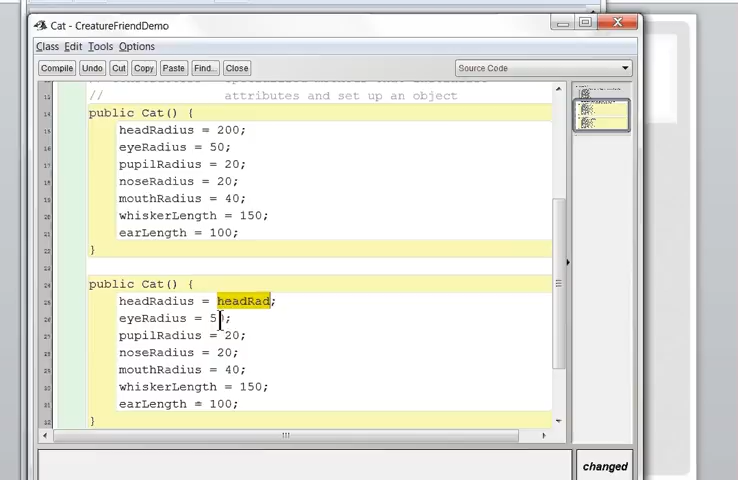 Cat - CreatureFriendDemo
Class Edit Tools Options
Compile Undo Cut Copy Paste Find... Close Source Code
// attributes and set up an object
public Cat() {
headRadius = 200;
eyeRadius = 50;
pupilRadius = 20;
noseRadius = 20;
mouthRadius = 40;
whiskerLength = 150;
earLength = 100;
}
public Cat() {
headRadius = headRad;
eyeRadius = 50;
pupilRadius = 20;
noseRadius = 20;
mouthRadius = 40;
whiskerLength = 150;
earLength = 100;
}
changed